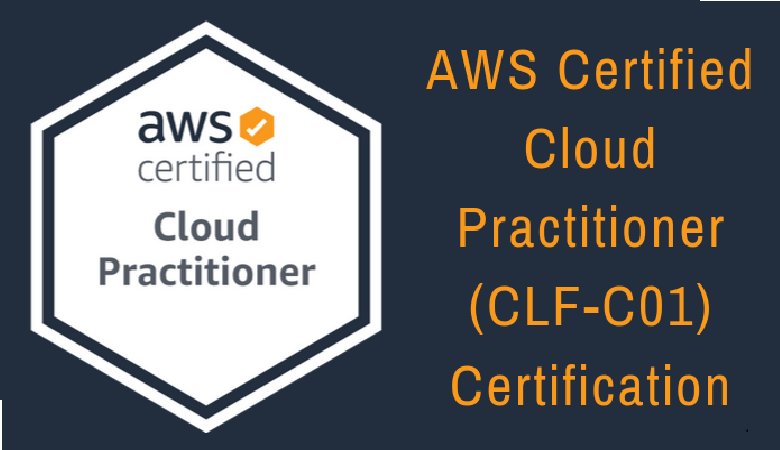 aws
certified
Cloud
Practitioner
AWS Certified
Cloud
Practitioner
(CLF-C01)
Certification